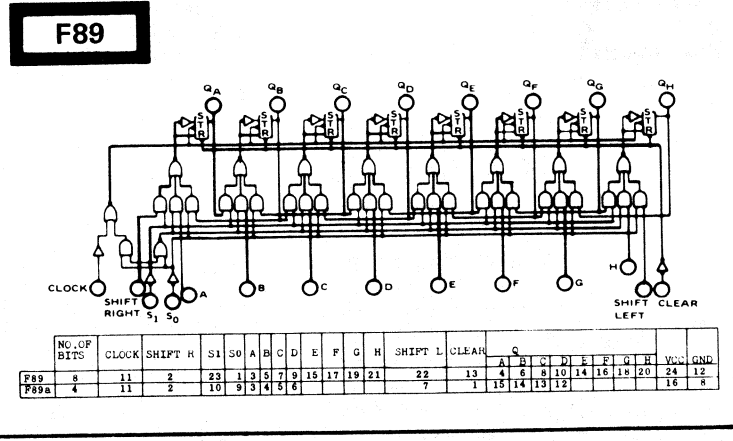 F89
QA QB QC QD QE QF QG QH
S T R S T R S T R S T R S T R S T R S T R S T R
CLOCK SHIFT RIGHT S1 S0 A B C D E F G H SHIFT LEFT CLEAR
NO.OF BITS CLOCK SHIFT R S1 S0 A B C D E F G H SHIFT L CLEAR Q VCC GND
A B C D E F G H
F89 8 11 2 23 1 3 5 7 9 15 17 19 21 22 13 4 6 8 10 14 16 18 20 24 12
F89a 4 11 2 10 9 3 4 5 6 7 1 15 14 13 12 16 8